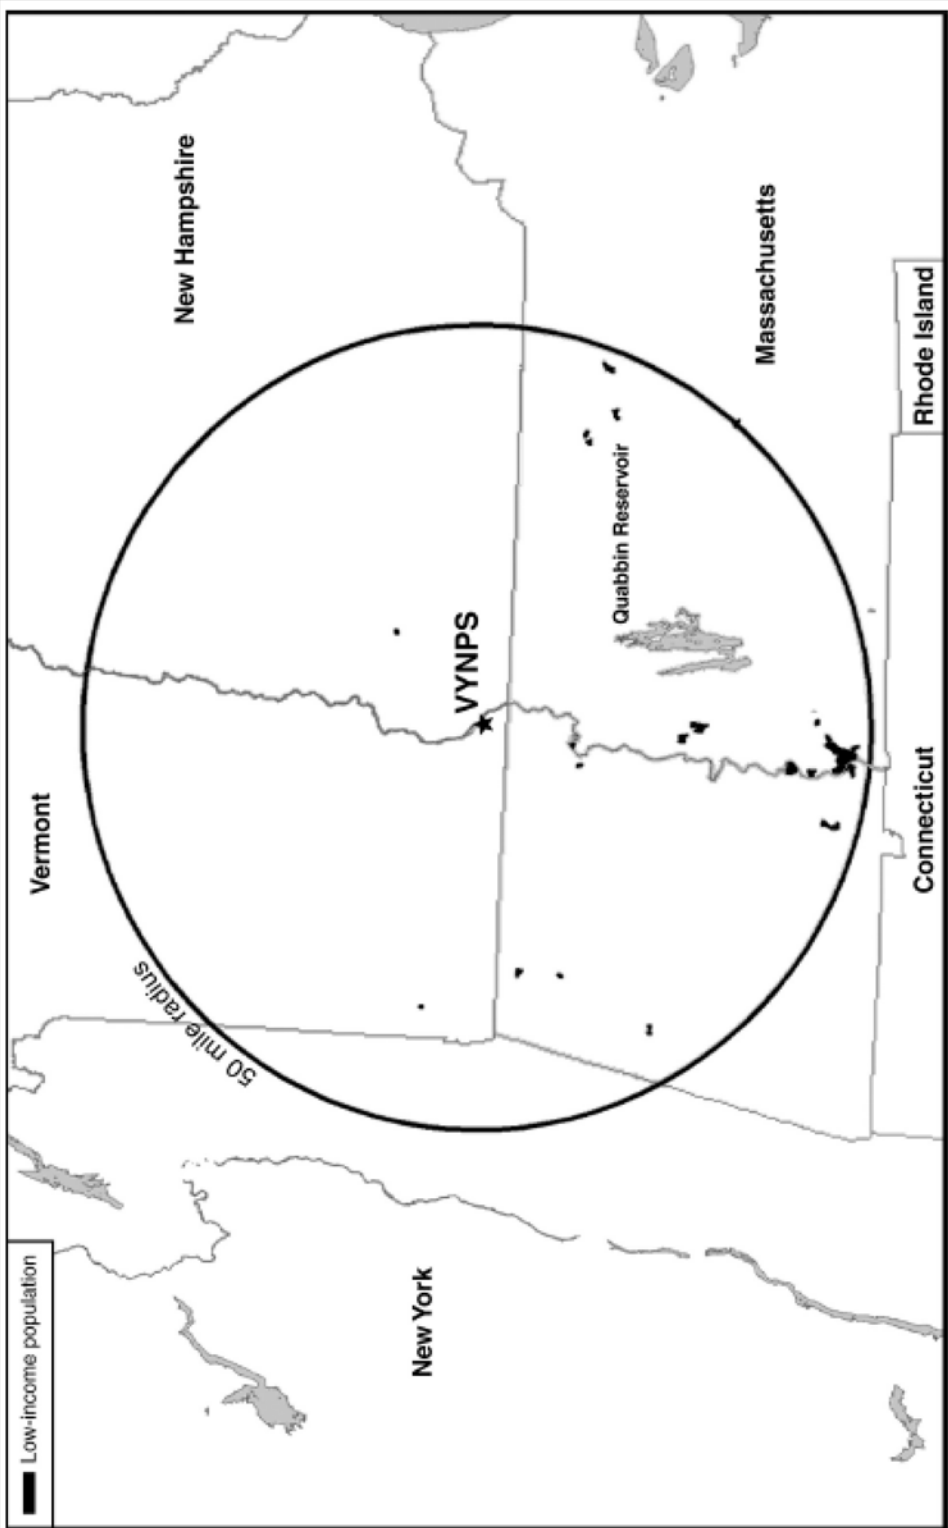 Low-income population
50 mile radius
Vermont
New Hampshire
New York
VYNPS
Quabbin Reservoir
Massachusetts
Connecticut
Rhode Island